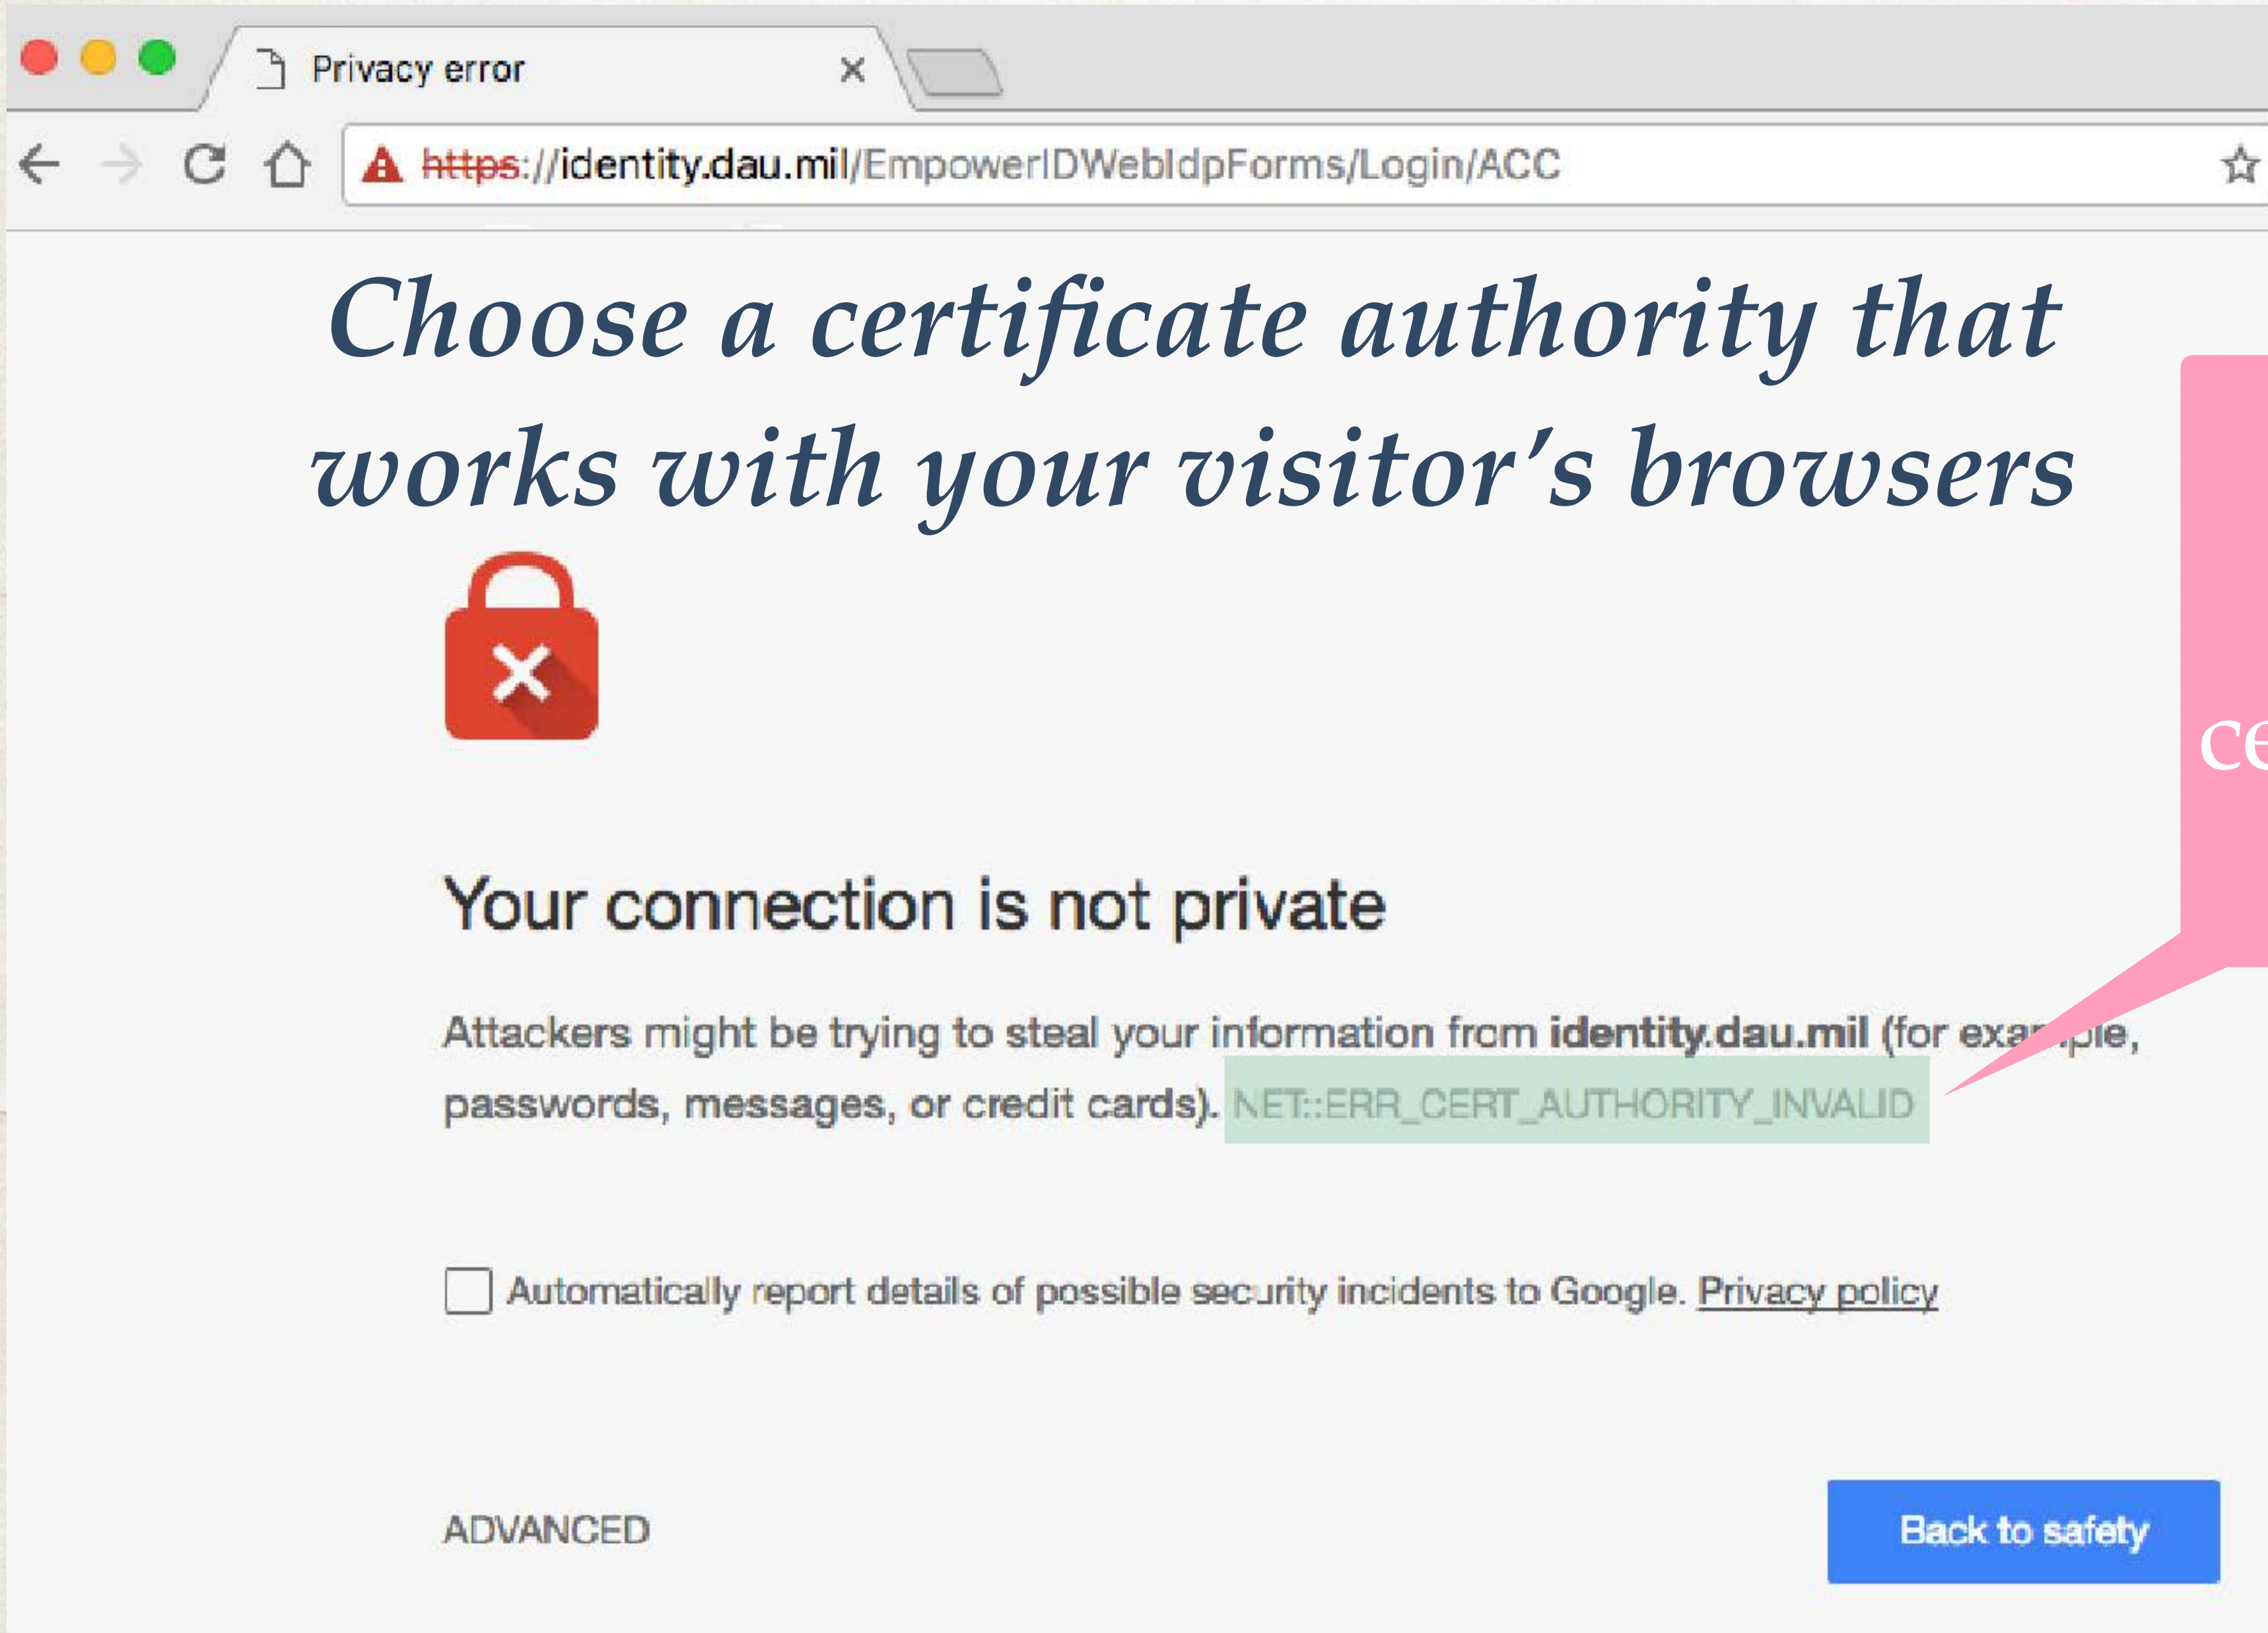 Privacy error
https://identity.dau.mil/EmpowerIDWebIdpForms/Login/ACC
Choose a certificate authority that
works with your visitor’s browsers
ce
Your connection is not private
Attackers might be trying to steal your information from identity.dau.mil (for example,
passwords, messages, or credit cards). NET::ERR_CERT_AUTHORITY_INVALID
Automatically report details of possible security incidents to Google. Privacy policy
ADVANCED
Back to safety